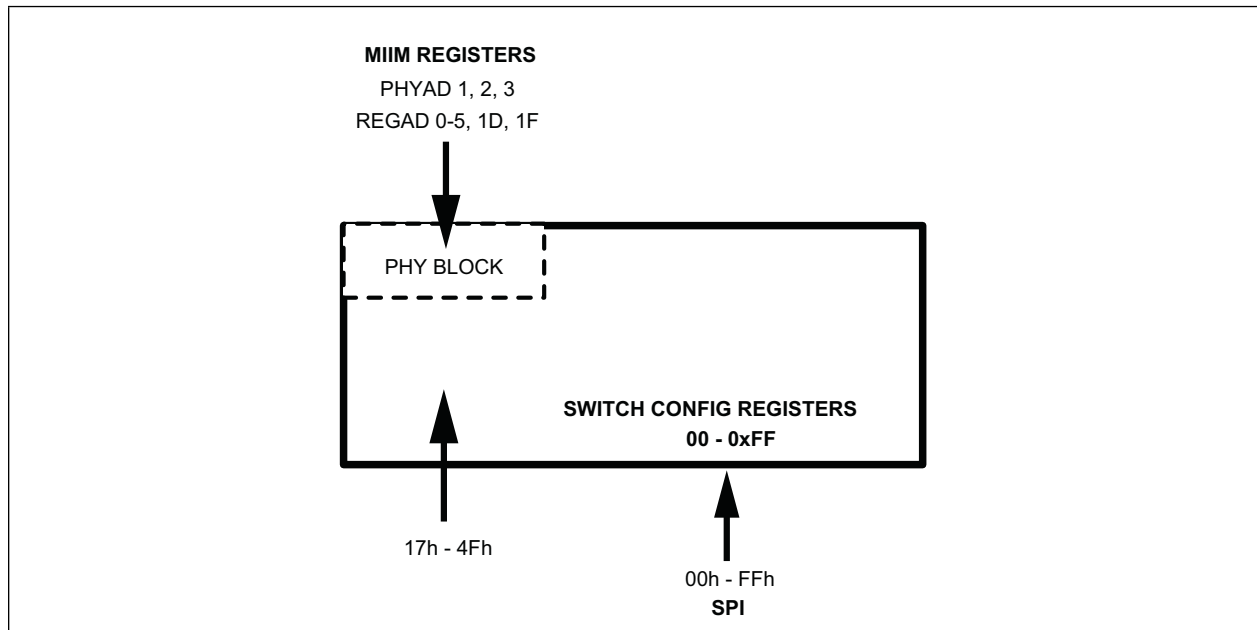 MIIM REGISTERS
PHYAD 1, 2, 3
REGAD 0-5, 1D, 1F
PHY BLOCK
SWITCH CONFIG REGISTERS
00 - 0xFF
17h - 4Fh
00h - FFh
SPI